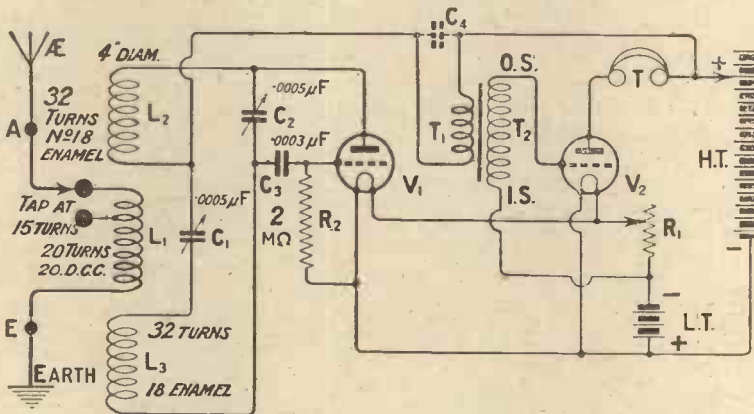 Æ
4" DIAM.
32
TURNS
Nº18
ENAMEL
L2
A
TAP AT
15 TURNS
L1
20 TURNS
20.D.C.C.
E
EARTH
L3
32 TURNS
18 ENAMEL
.0005µF
C1
.0005µF
C2
.0003µF
C3
2
MΩ
R2
V1
C4
T1
T2
O.S.
I.S.
T
V2
R1
+
H.T.
−
−
L.T.
+